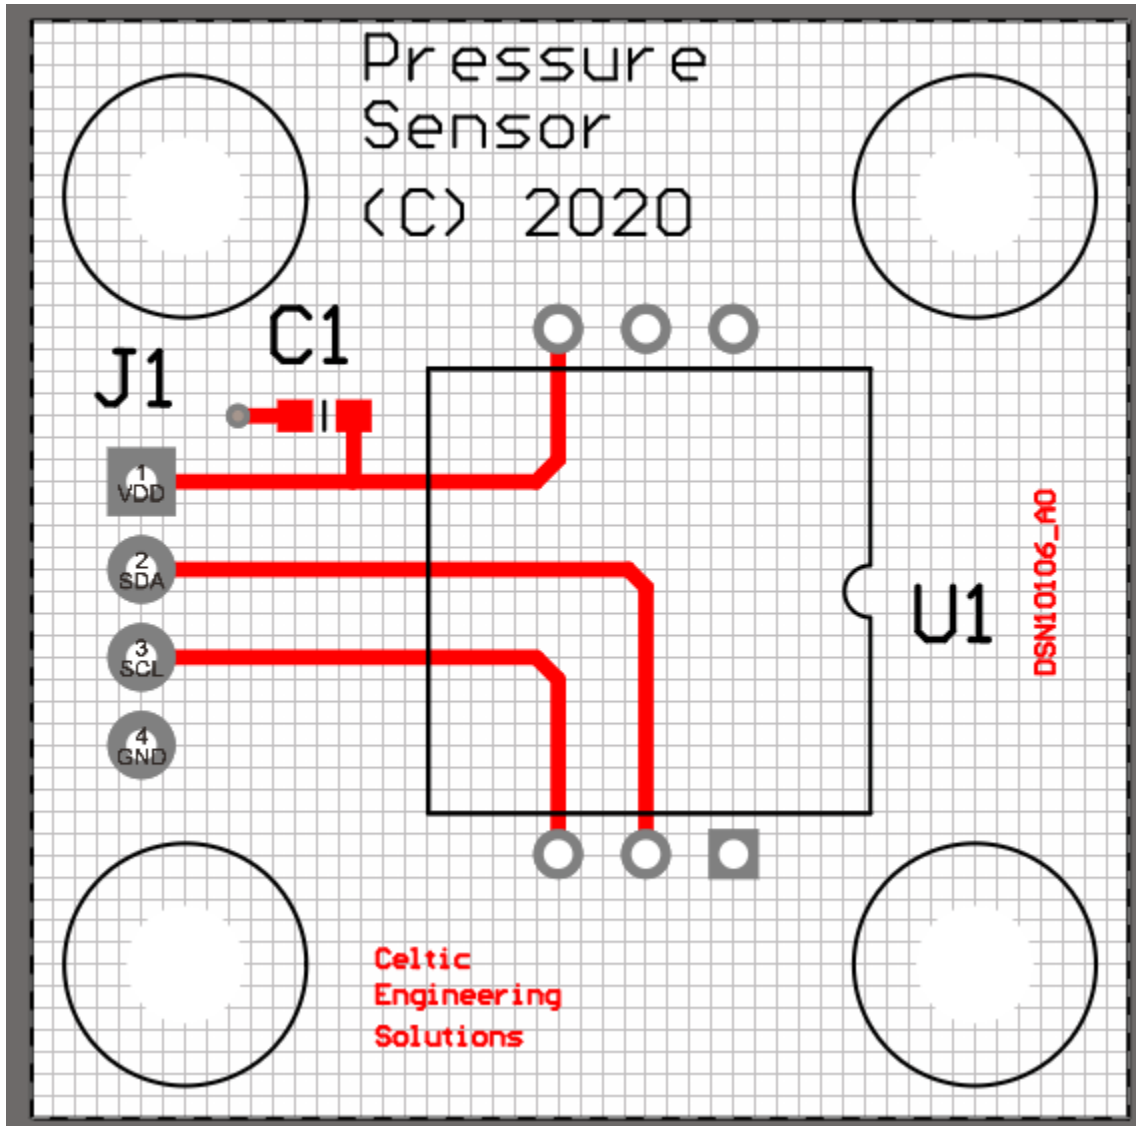 Pressure
Sensor
(C) 2020
C1
J1
1
VDD
2
SDA
3
SCL
4
GND
U1
DSN10106_A0
Celtic
Engineering
Solutions